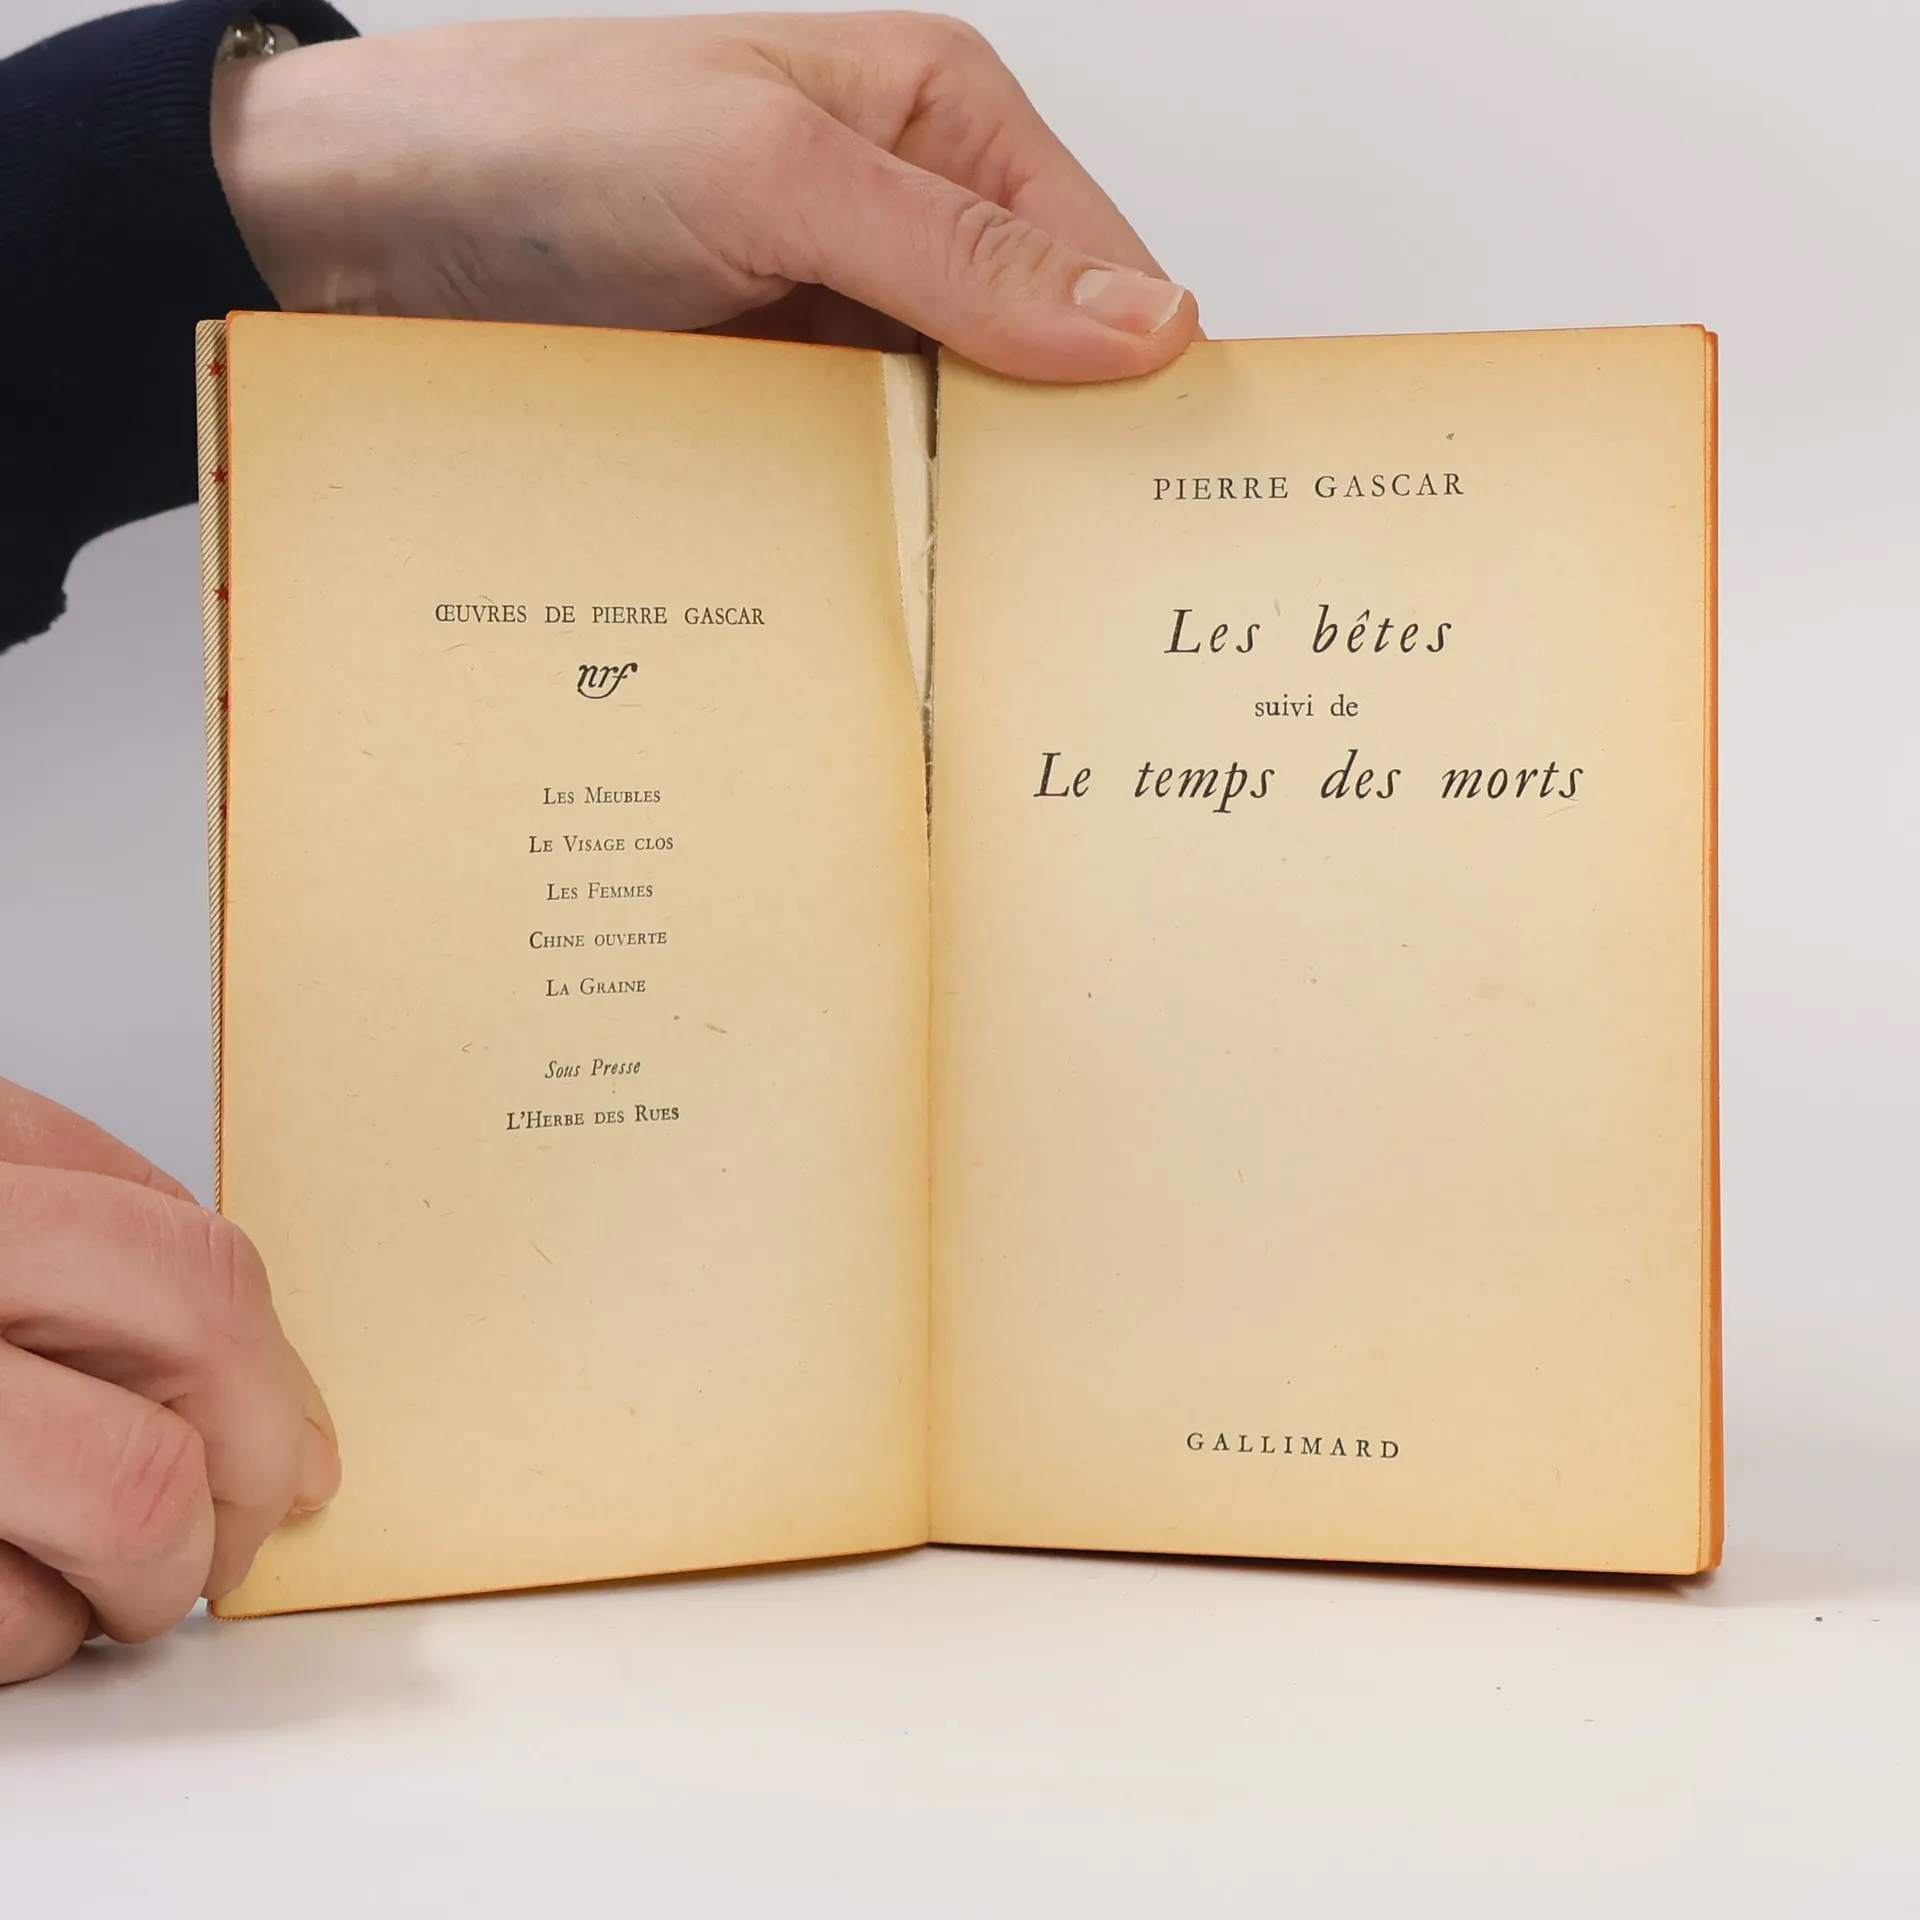 ŒUVRES DE PIERRE GASCAR
nrf
Les Meubles
Le Visage clos
Les Femmes
Chine ouverte
La Graine
Sous Presse
L'Herbe des Rues
PIERRE GASCAR
Les bêtes
suivi de
Le temps des morts
GALLIMARD